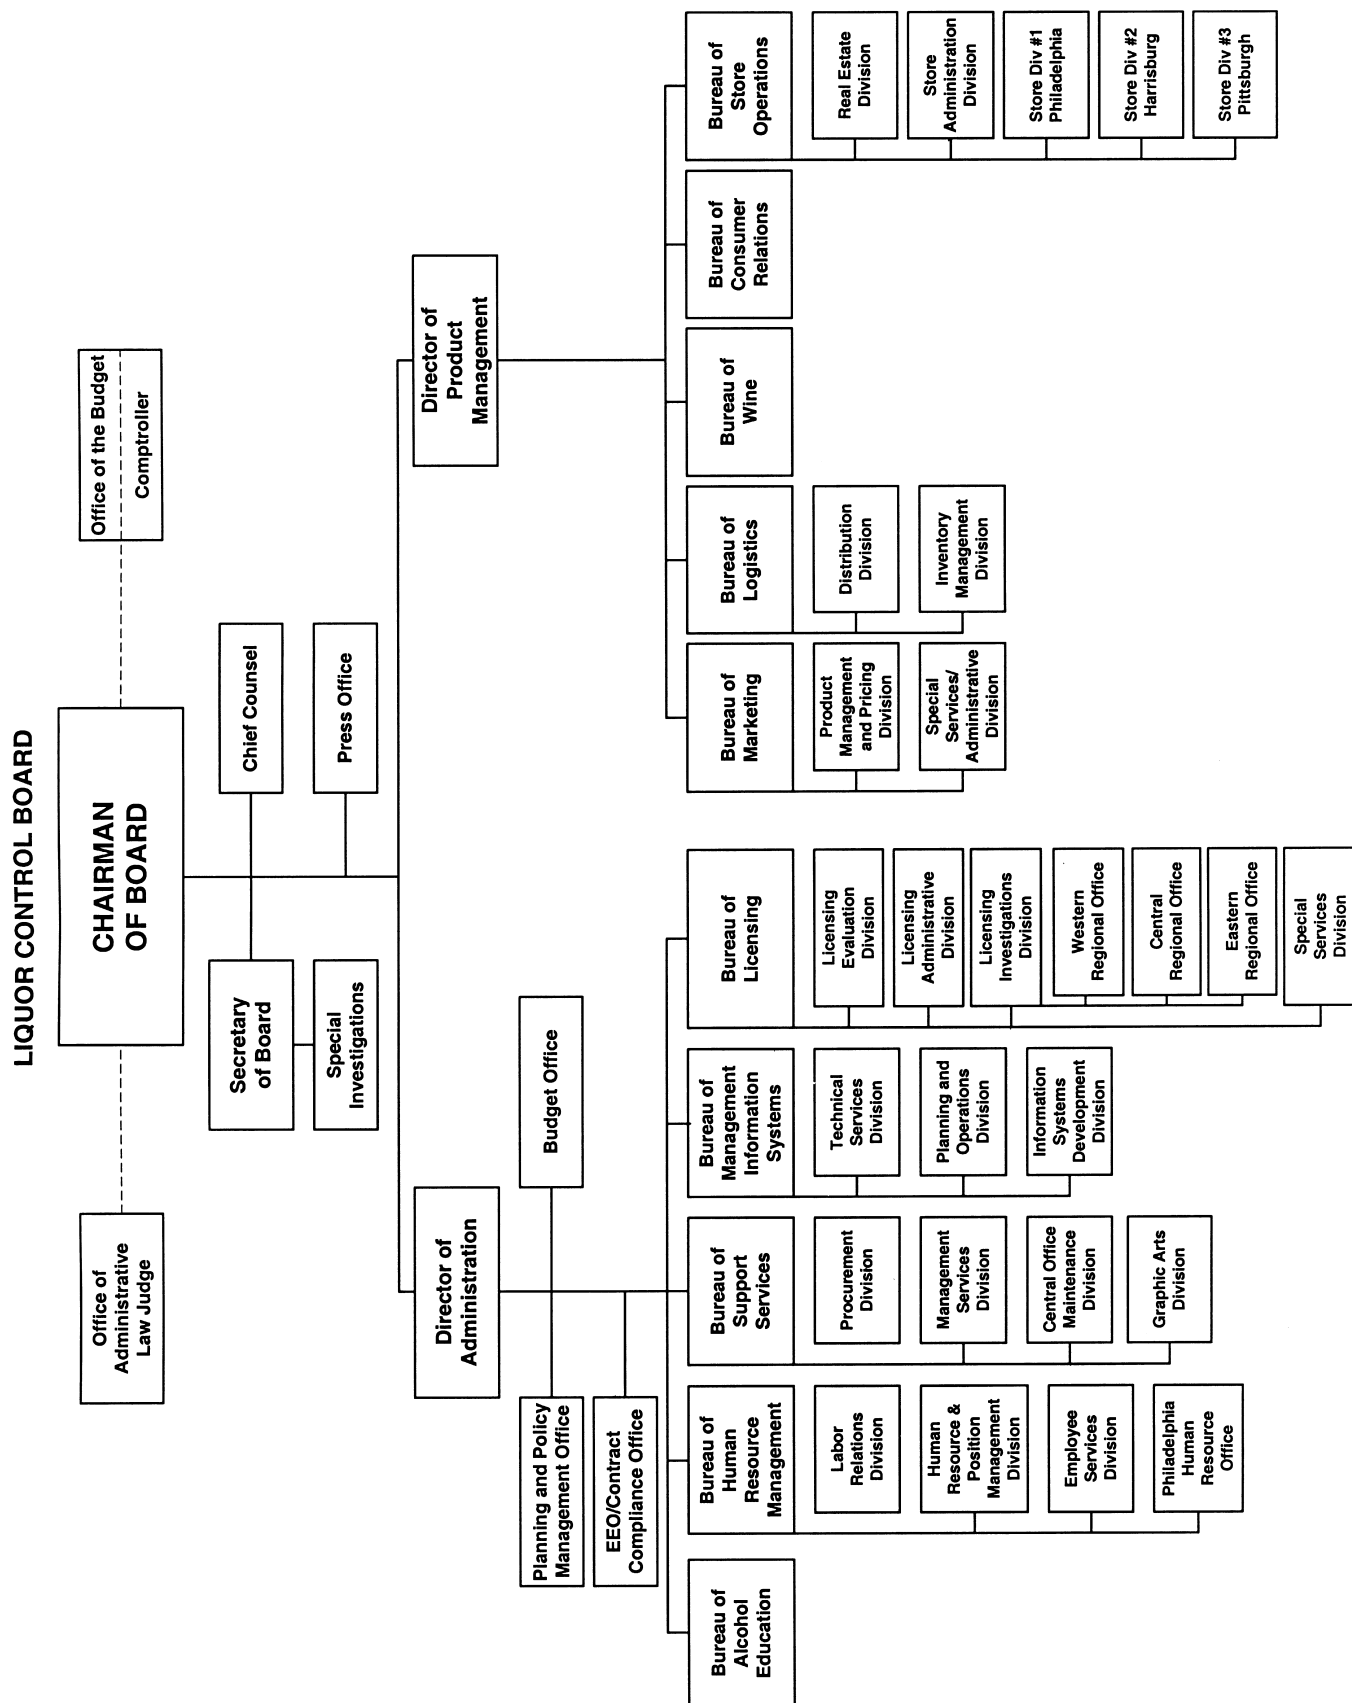 LIQUOR CONTROL BOARD
Office of
Administrative
Law Judge
CHAIRMAN
OF BOARD
Office of the Budget
Comptroller
Secretary
of Board
Chief Counsel
Special
Investigations
Press Office
Director of
Administration
Director of
Product
Management
Planning and Policy
Management Office
Budget Office
EEO/Contract
Compliance Office
Bureau of
Alcohol
Education
Bureau of
Human
Resource
Management
Labor
Relations
Division
Human
Resource &
Position
Management
Division
Employee
Services
Division
Philadelphia
Human
Resource
Office
Bureau of
Support
Services
Procurement
Division
Management
Services
Division
Central Office
Maintenance
Division
Graphic Arts
Division
Bureau of
Management
Information
Systems
Technical
Services
Division
Planning and
Operations
Division
Information
Systems
Development
Division
Bureau of
Licensing
Licensing
Evaluation
Division
Licensing
Administrative
Division
Licensing
Investigations
Division
Western
Regional Office
Central
Regional Office
Eastern
Regional Office
Special
Services
Division
Bureau of
Marketing
Product
Management
and Pricing
Division
Special
Services/
Administrative
Division
Bureau of
Logistics
Distribution
Division
Inventory
Management
Division
Bureau of
Wine
Bureau of
Consumer
Relations
Bureau of
Store
Operations
Real Estate
Division
Store
Administration
Division
Store Div #1
Philadelphia
Store Div #2
Harrisburg
Store Div #3
Pittsburgh